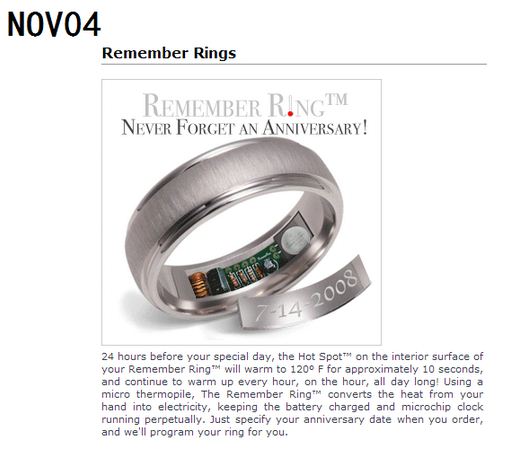 NOV04
Remember Rings
REMEMBER R!NG™
NEVER FORGET AN ANNIVERSARY!
7-14-2008
24 hours before your special day, the Hot Spot™ on the interior surface of
your Remember Ring™ will warm to 120º F for approximately 10 seconds,
and continue to warm up every hour, on the hour, all day long! Using a
micro thermopile, The Remember Ring™ converts the heat from your
hand into electricity, keeping the battery charged and microchip clock
running perpetually. Just specify your anniversary date when you order,
and we'll program your ring for you.